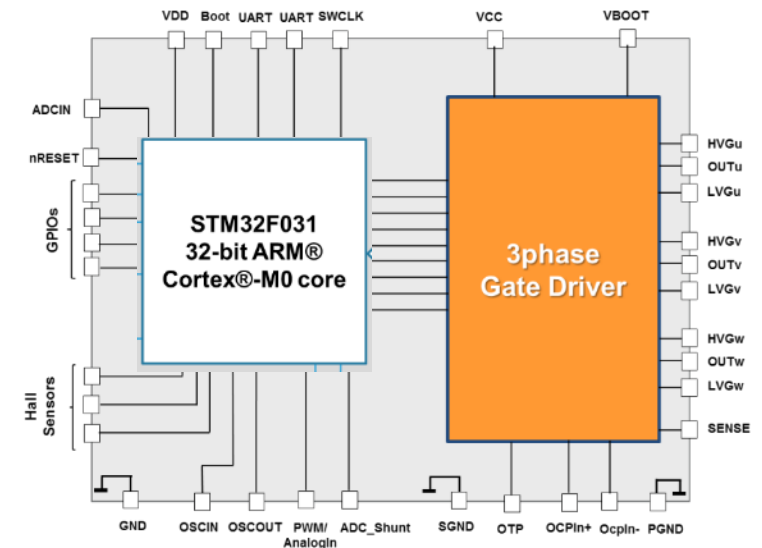 VDD Boot UART UART SWCLK VCC VBOOT
ADCIN
nRESET
GPIOs
Hall
Sensors
STM32F031
32-bit ARM®
Cortex®-M0 core
3phase
Gate Driver
HVGu
OUTu
LVGu
HVGv
OUTv
LVGv
HVGw
OUTw
LVGw
SENSE
GND OSCIN OSCOUT PWM/ ADC_Shunt SGND OTP OCPIn+ OcpIn- PGND
AnalogIn